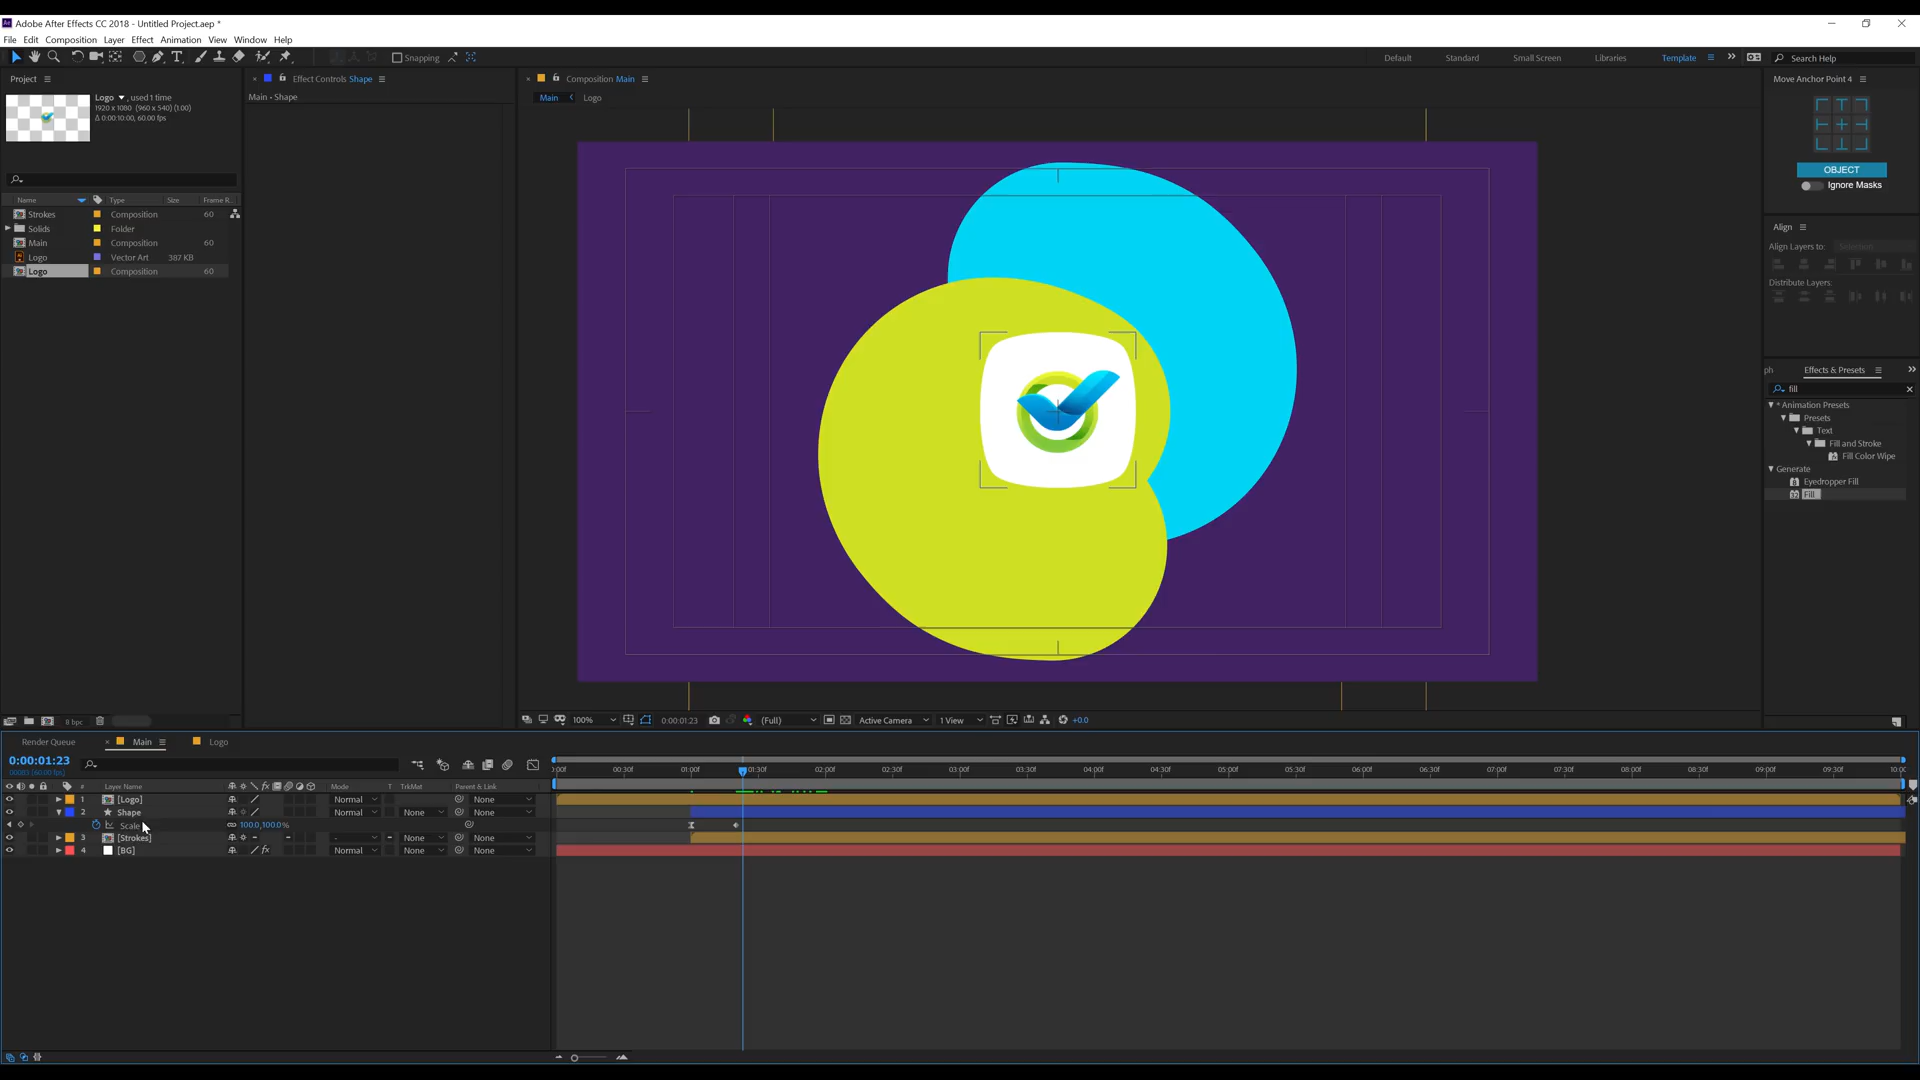 Adobe After Effects CC 2018 - Untitled Project.aep *
File Edit Composition Layer Effect Animation View Window Help
Snapping
Default Standard Small Screen Libraries Template Search Help
Project
Logo , used 1 time
1920 x 1080 (960 x 540) (1.00)
Δ 0:00:10:00, 60.00 fps
Name Type Size Frame R...
Strokes Composition 60
Solids Folder
Main Composition 60
Logo Vector Art 387 KB
Logo Composition 60
8 bpc
Effect Controls Shape
Main • Shape
Composition Main
Main Logo
100% 0:00:01:23 (Full) Active Camera 1 View +0.0
Move Anchor Point 4
OBJECT
Ignore Masks
Align
Align Layers to: Selection
Distribute Layers:
ph Effects & Presets
fill
* Animation Presets
Presets
Text
Fill and Stroke
Fill Color Wipe
Generate
Eyedropper Fill
Fill
Render Queue Main Logo
0:00:01:23
00083 (60.00 fps)
# Layer Name Mode T TrkMat Parent & Link
1 [Logo] Normal None
2 Shape Normal None None
Scale 100.0,100.0%
3 [Strokes] - None None
4 [BG] Normal None None
:00f 00:30f 01:00f 01:30f 02:00f 02:30f 03:00f 03:30f 04:00f 04:30f 05:00f 05:30f 06:00f 06:30f 07:00f 07:30f 08:00f 08:30f 09:00f 09:30f 10:00